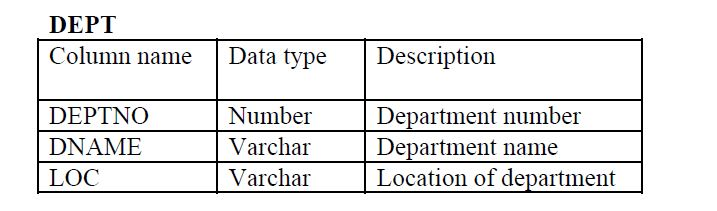 DEPT
Column name Data type Description
DEPTNO Number Department number
DNAME Varchar Department name
LOC Varchar Location of department